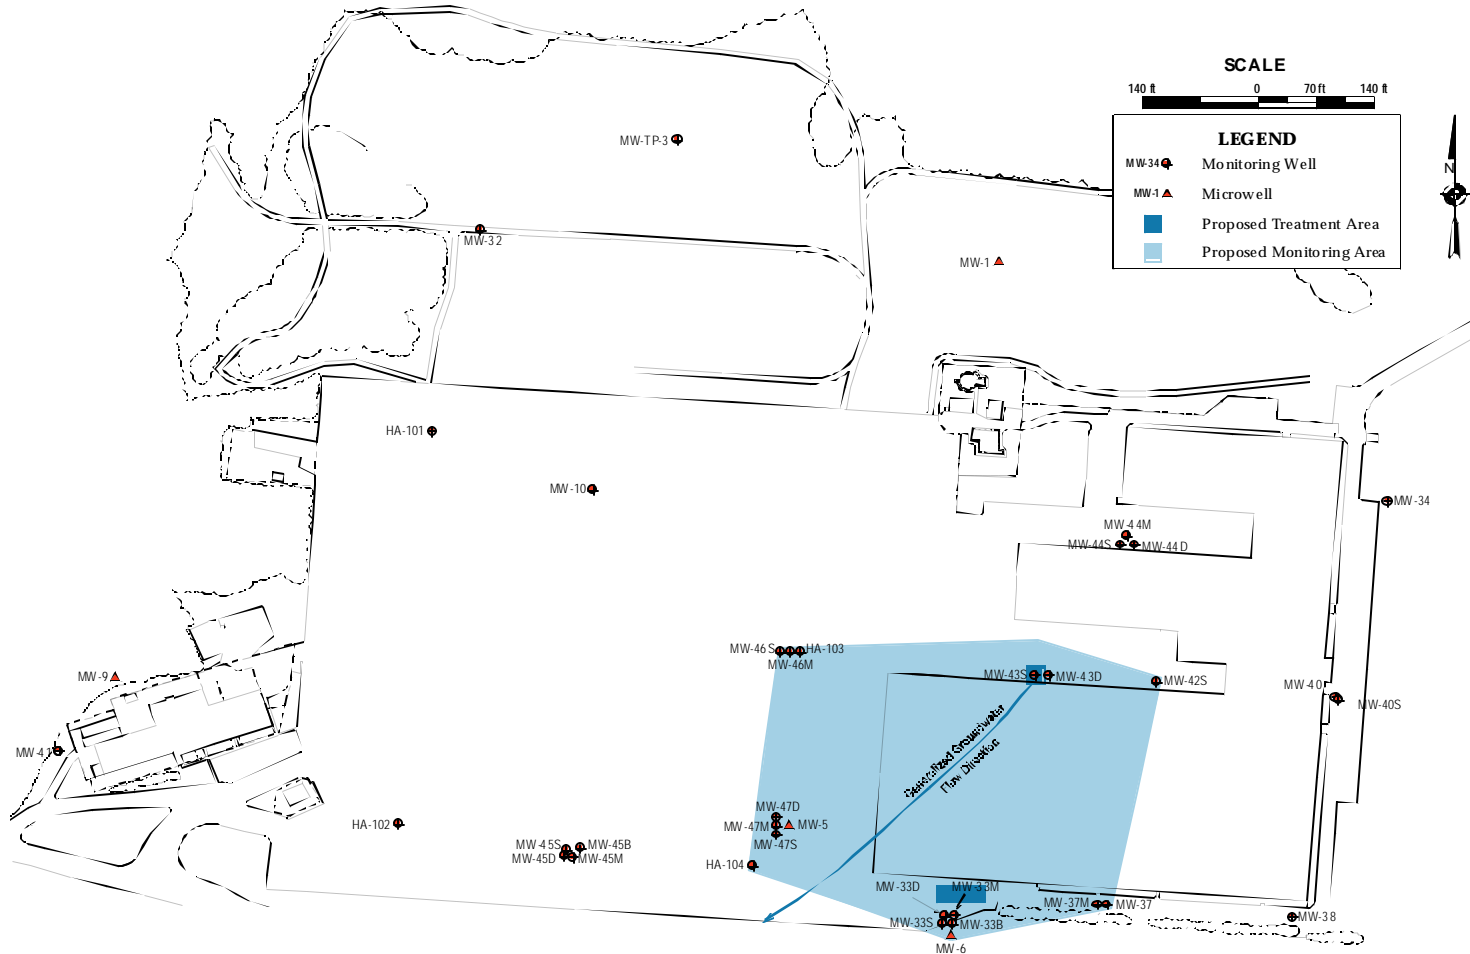 SCALE
140 ft 0 70 ft 140 ft
LEGEND
MW-34 Monitoring Well
MW-1 Microwell
Proposed Treatment Area
Proposed Monitoring Area
N
MW-TP-3
MW-32
MW-1
HA-101
MW-10
MW-34
MW-44M
MW-44S MW-44D
MW-46S HA-103
MW-46M
MW-43S MW-43D
MW-42S
MW-9
MW-40
MW-40S
MW-41
Generalized Groundwater
Flow Direction
MW-47D
MW-47M MW-5
MW-47S
HA-102
MW-45S MW-45B
MW-45D MW-45M
HA-104
MW-33D MW-33M
MW-37M MW-37
MW-38
MW-33S MW-33B
MW-6